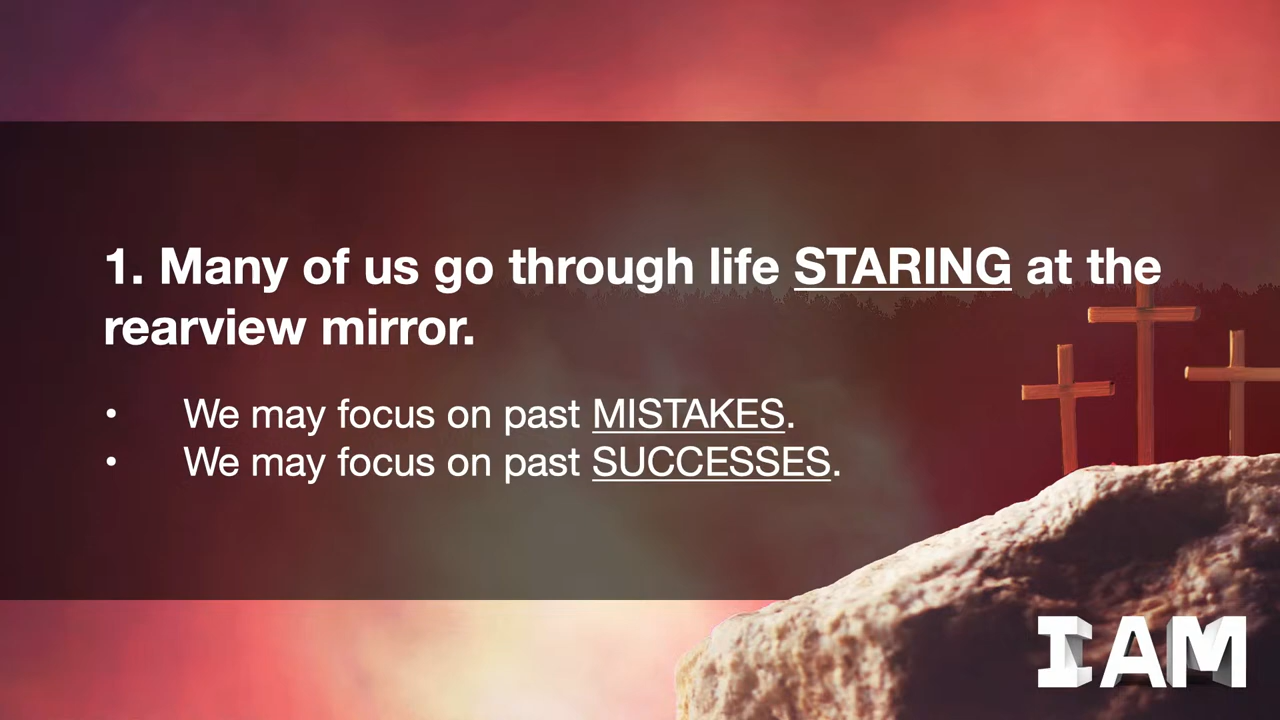 1. Many of us go through life STARING at the
rearview mirror.
• We may focus on past MISTAKES.
• We may focus on past SUCCESSES.
I AM